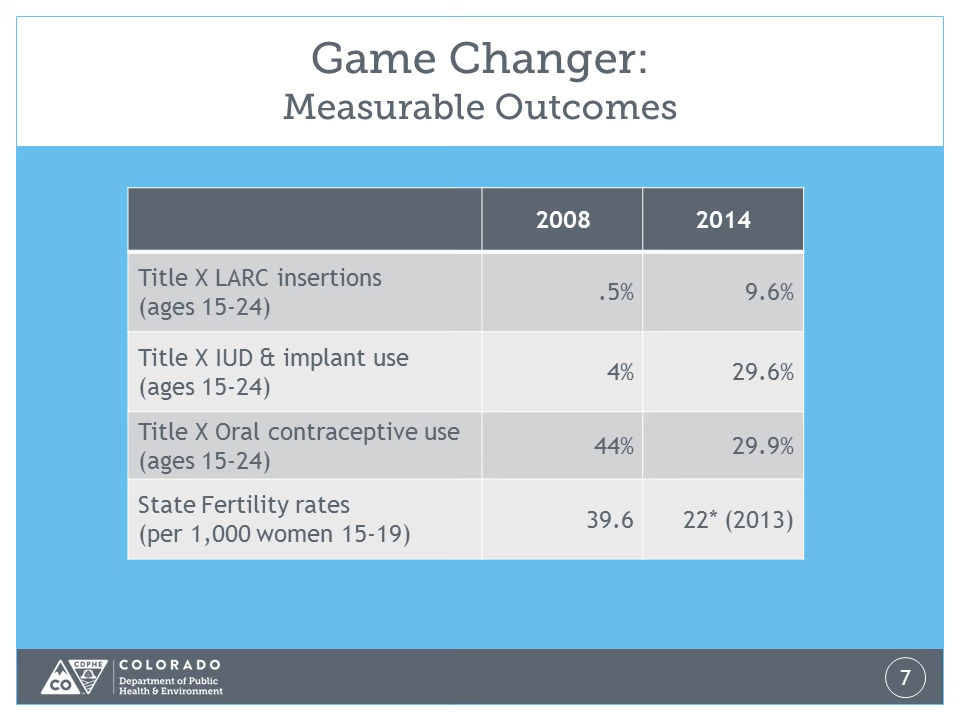 Game Changer:
Measurable Outcomes
2008 2014
Title X LARC insertions
(ages 15-24)
.5% 9.6%
Title X IUD & implant use
(ages 15-24)
4% 29.6%
Title X Oral contraceptive use
(ages 15-24)
44% 29.9%
State Fertility rates
(per 1,000 women 15-19)
39.6 22* (2013)
CO
CDPHE
COLORADO
Department of Public
Health & Environment
7